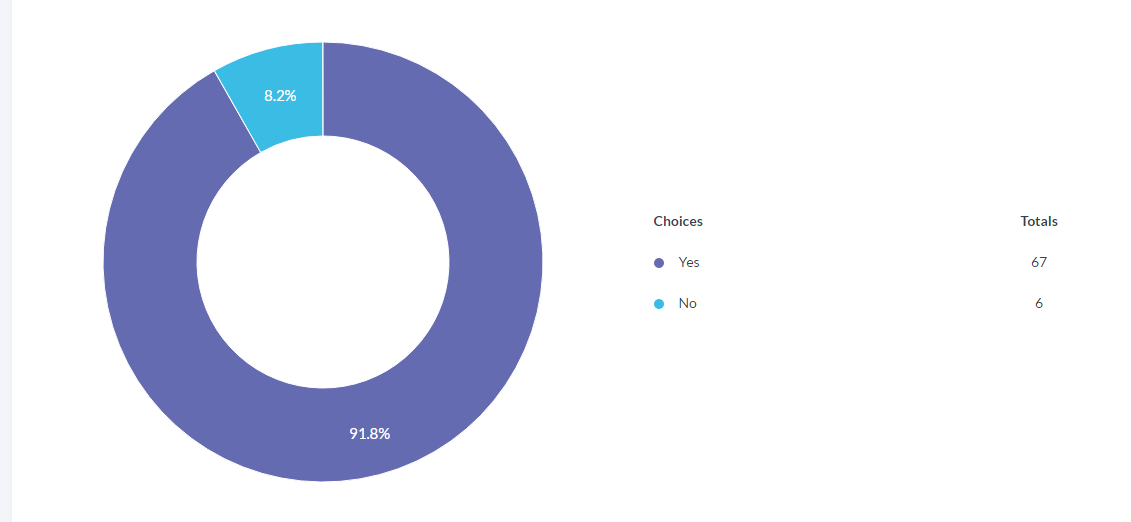 8.2%
91.8%
Choices Totals
Yes 67
No 6